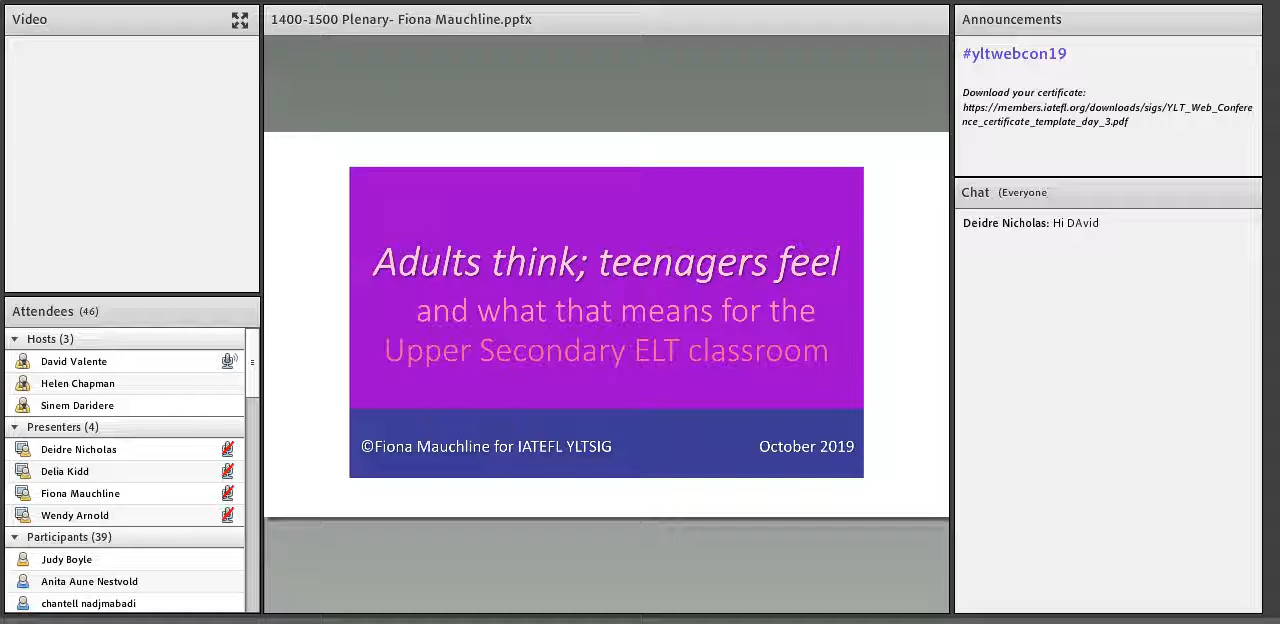 Video
Attendees (46)
Hosts (3)
David Valente
Helen Chapman
Sinem Daridere
Presenters (4)
Deidre Nicholas
Delia Kidd
Fiona Mauchline
Wendy Arnold
Participants (39)
Judy Boyle
Anita Aune Nestvold
chantell nadjmabadi
1400-1500 Plenary- Fiona Mauchline.pptx
Adults think; teenagers feel
and what that means for the
Upper Secondary ELT classroom
©Fiona Mauchline for IATEFL YLTSIG October 2019
Announcements
#yltwebcon19
Download your certificate:
https://members.iatefl.org/downloads/sigs/YLT_Web_Confere
nce_certificate_template_day_3.pdf
Chat (Everyone
Deidre Nicholas: Hi DAvid